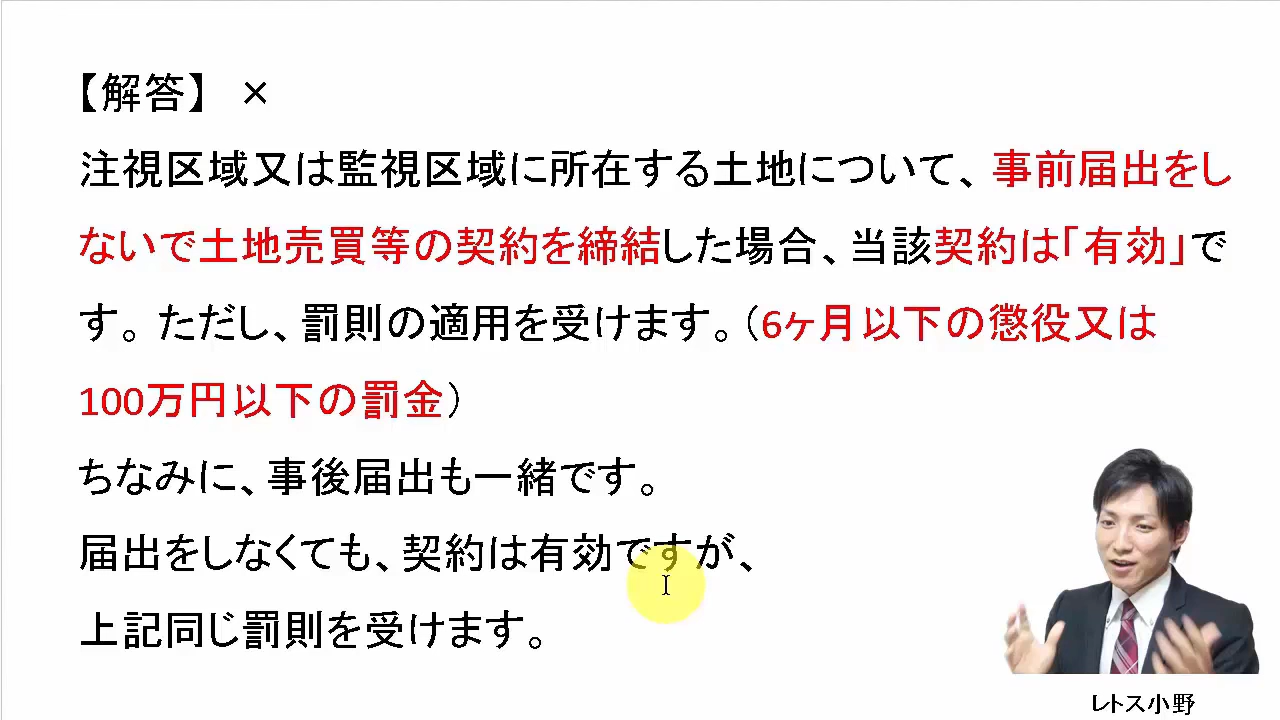 【解答】 ×
注視区域又は監視区域に所在する土地について、事前届出をし
ないで土地売買等の契約を締結した場合、当該契約は「有効」で
す。ただし、罰則の適用を受けます。（6ヶ月以下の懲役又は
100万円以下の罰金）
ちなみに、事後届出も一緒です。
届出をしなくても、契約は有効ですが、
上記同じ罰則を受けます。
レトス小野